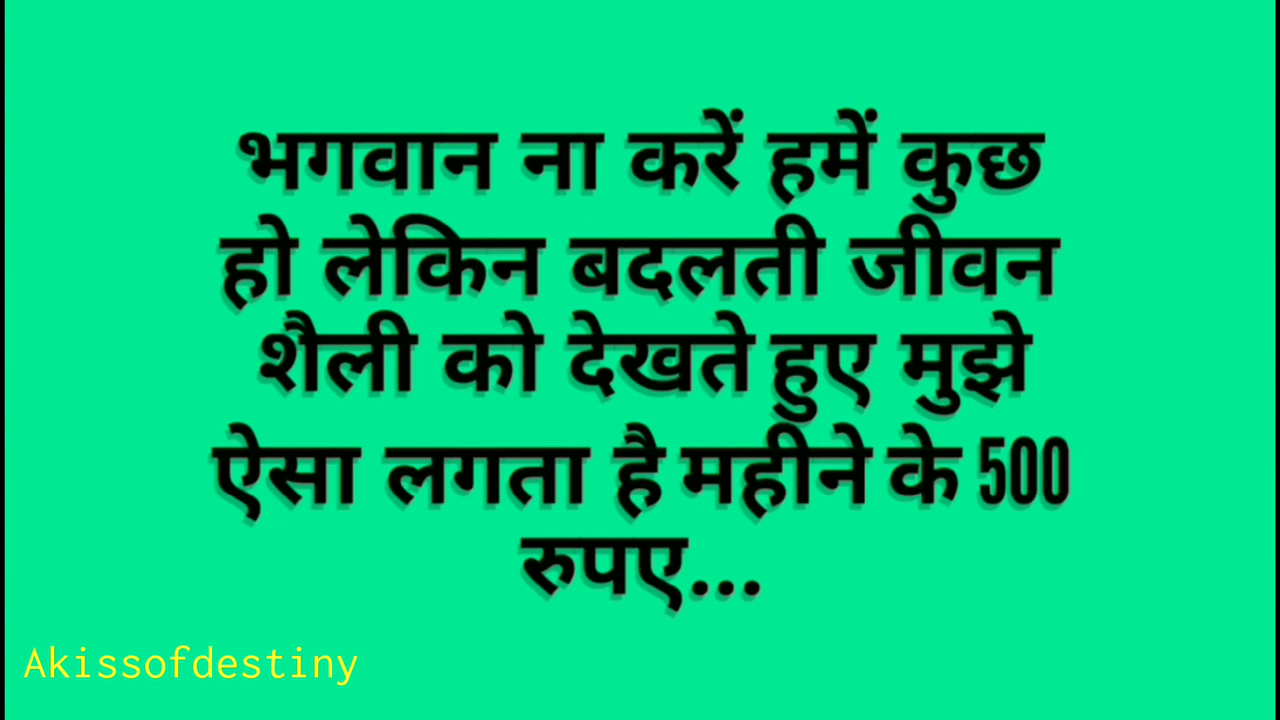 भगवान ना करें हमें कुछ
हो लेकिन बदलती जीवन
शैली को देखते हुए मुझे
ऐसा लगता है महीने के 500
रुपए...
Akissofdestiny